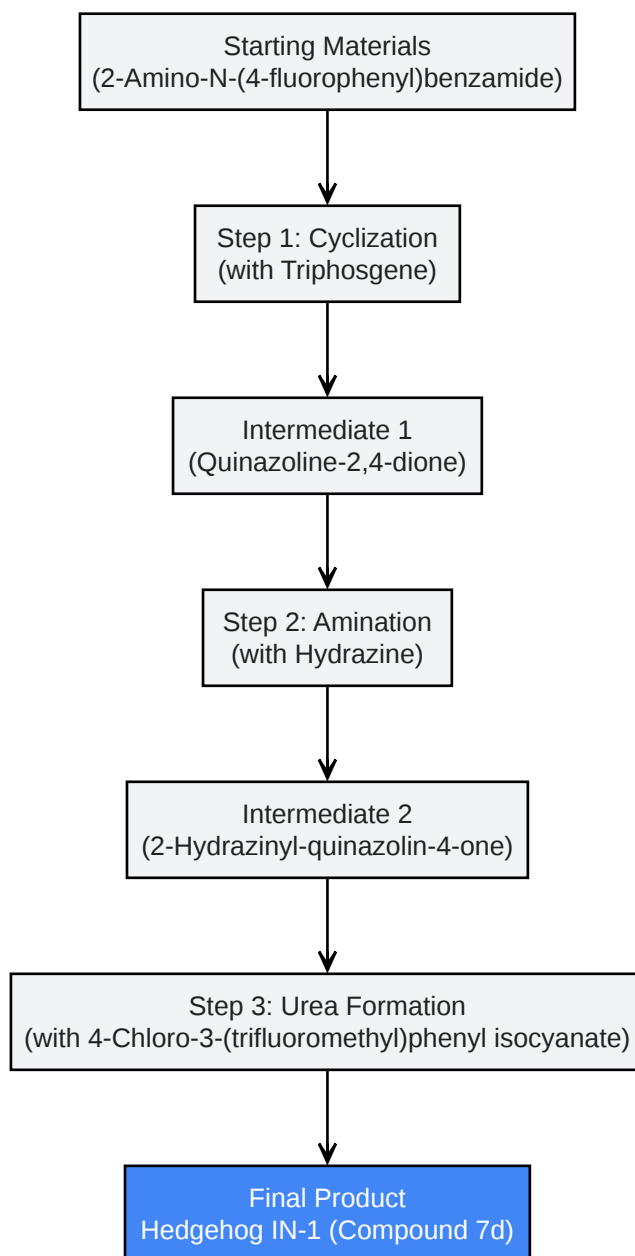 Starting Materials
(2-Amino-N-(4-fluorophenyl)benzamide)
Step 1: Cyclization
(with Triphosgene)
Intermediate 1
(Quinazoline-2,4-dione)
Step 2: Amination
(with Hydrazine)
Intermediate 2
(2-Hydrazinyl-quinazolin-4-one)
Step 3: Urea Formation
(with 4-Chloro-3-(trifluoromethyl)phenyl isocyanate)
Final Product
Hedgehog IN-1 (Compound 7d)